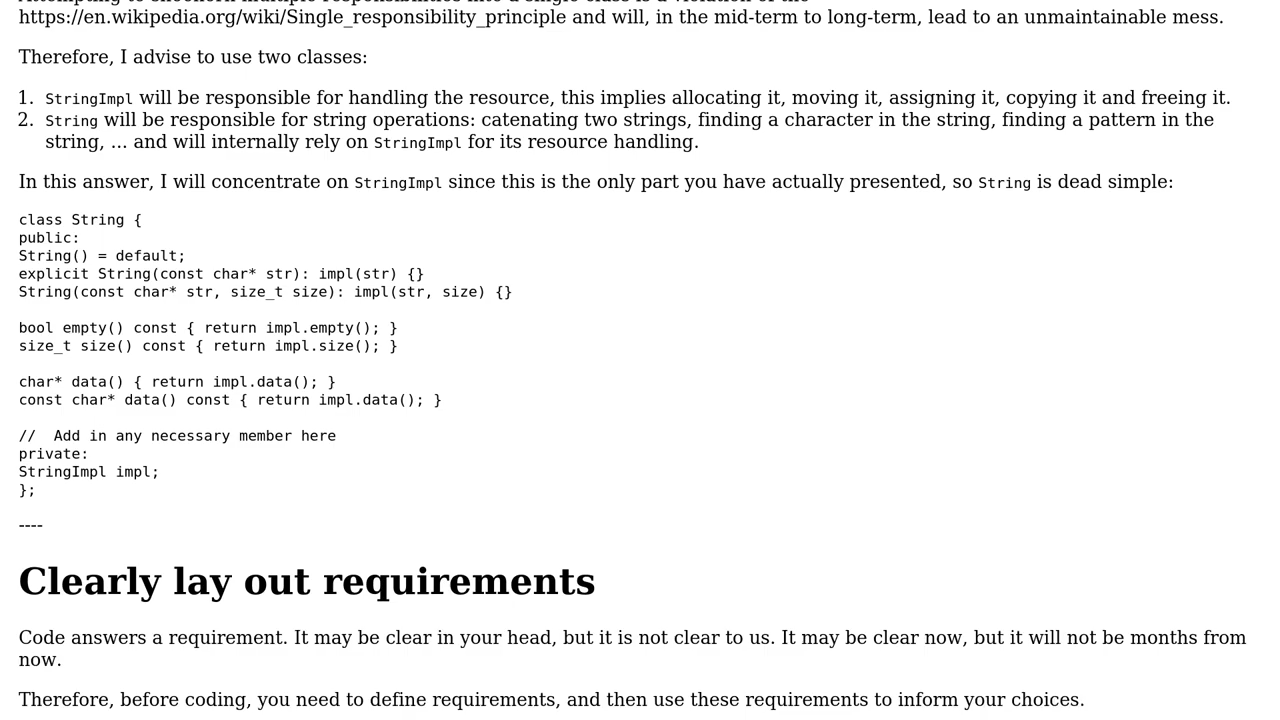 https://en.wikipedia.org/wiki/Single_responsibility_principle and will, in the mid-term to long-term, lead to an unmaintainable mess.
Therefore, I advise to use two classes:
1. StringImpl will be responsible for handling the resource, this implies allocating it, moving it, assigning it, copying it and freeing it.
2. String will be responsible for string operations: catenating two strings, finding a character in the string, finding a pattern in the
string, ... and will internally rely on StringImpl for its resource handling.
In this answer, I will concentrate on StringImpl since this is the only part you have actually presented, so String is dead simple:
class String {
public:
String() = default;
explicit String(const char* str): impl(str) {}
String(const char* str, size_t size): impl(str, size) {}
bool empty() const { return impl.empty(); }
size_t size() const { return impl.size(); }
char* data() { return impl.data(); }
const char* data() const { return impl.data(); }
//  Add in any necessary member here
private:
StringImpl impl;
};
----
Clearly lay out requirements
Code answers a requirement. It may be clear in your head, but it is not clear to us. It may be clear now, but it will not be months from
now.
Therefore, before coding, you need to define requirements, and then use these requirements to inform your choices.